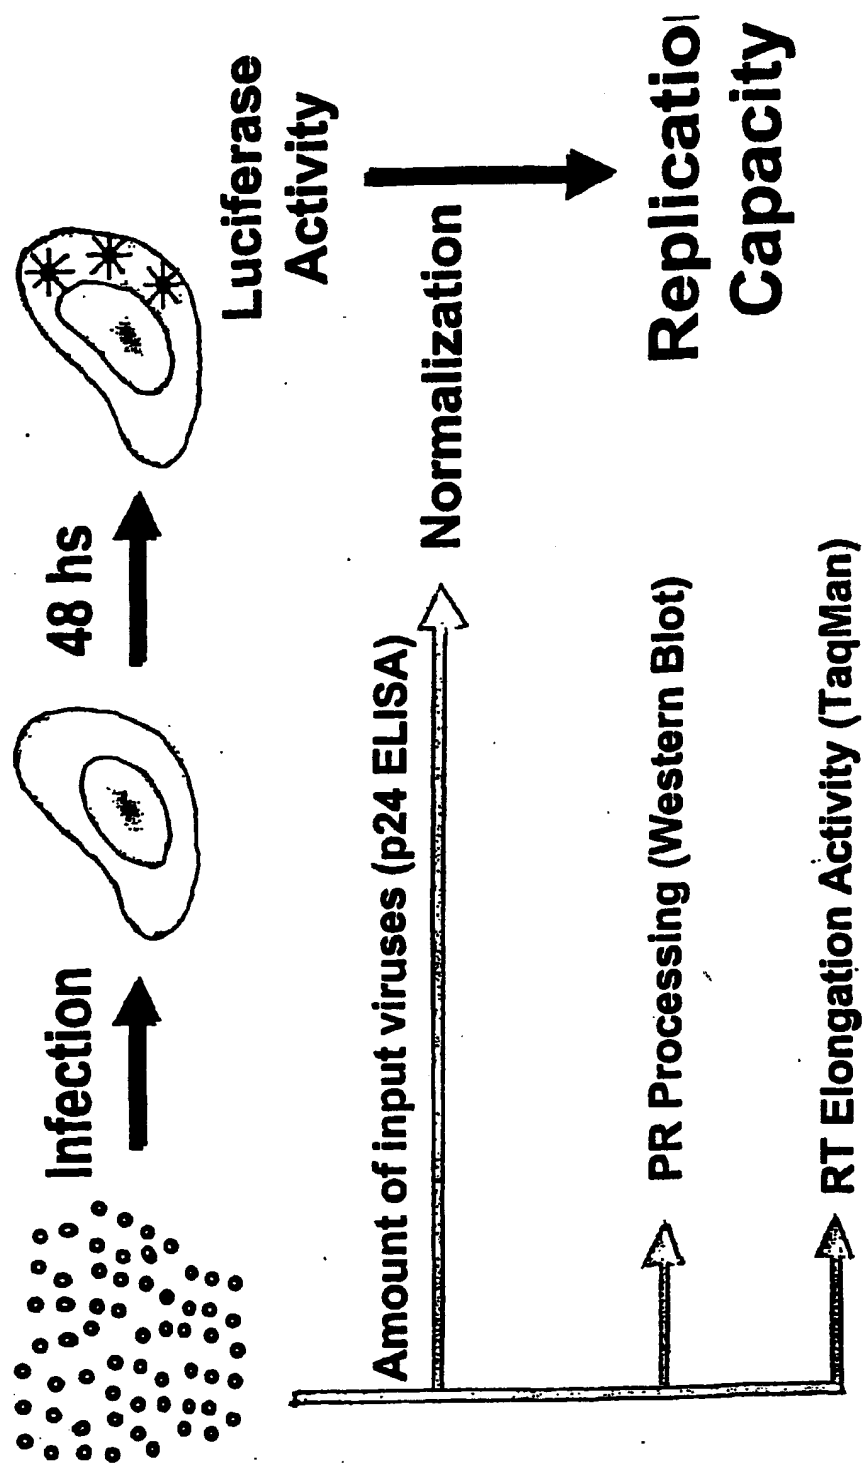 Infection
48 hs
Luciferase
Activity
Amount of input viruses (p24 ELISA)
Normalization
PR Processing (Western Blot)
Replication
Capacity
RT Elongation Activity (TaqMan)